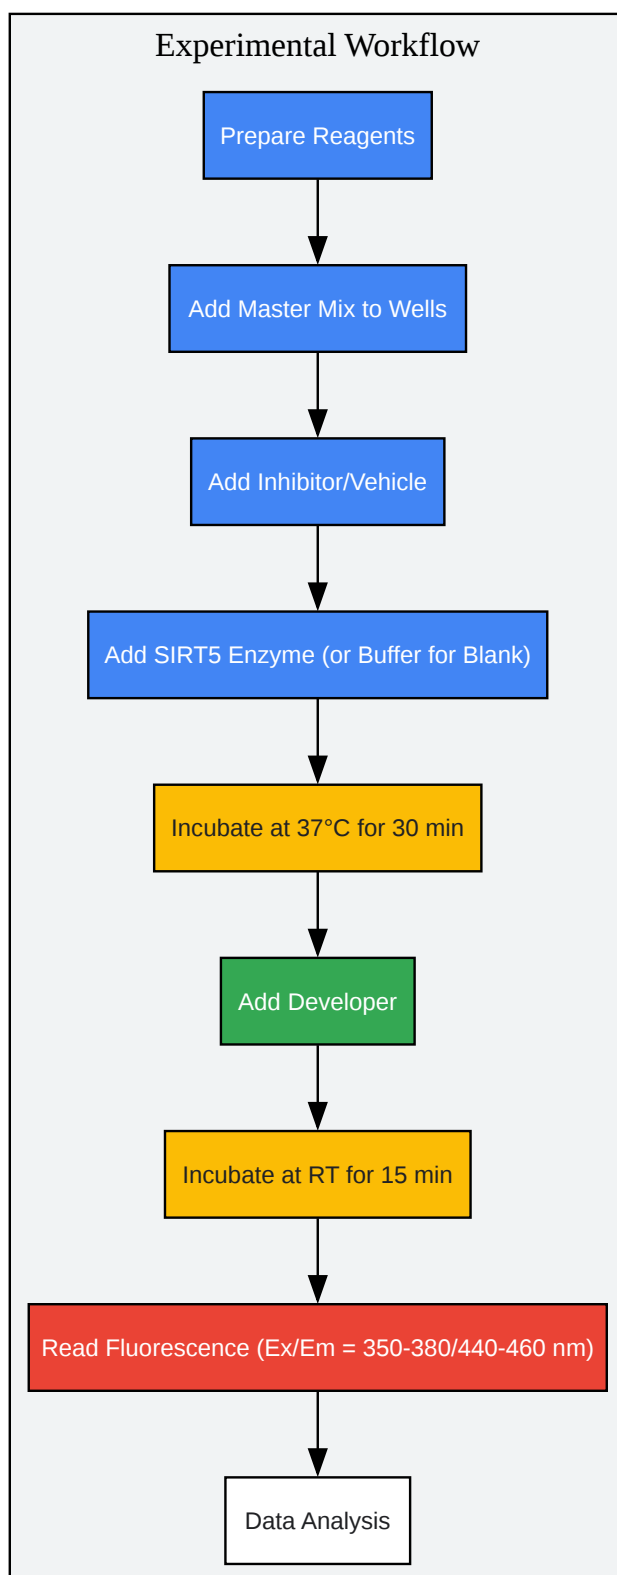 Experimental Workflow
Prepare Reagents
Add Master Mix to Wells
Add Inhibitor/Vehicle
Add SIRT5 Enzyme (or Buffer for Blank)
Incubate at 37°C for 30 min
Add Developer
Incubate at RT for 15 min
Read Fluorescence (Ex/Em = 350-380/440-460 nm)
Data Analysis